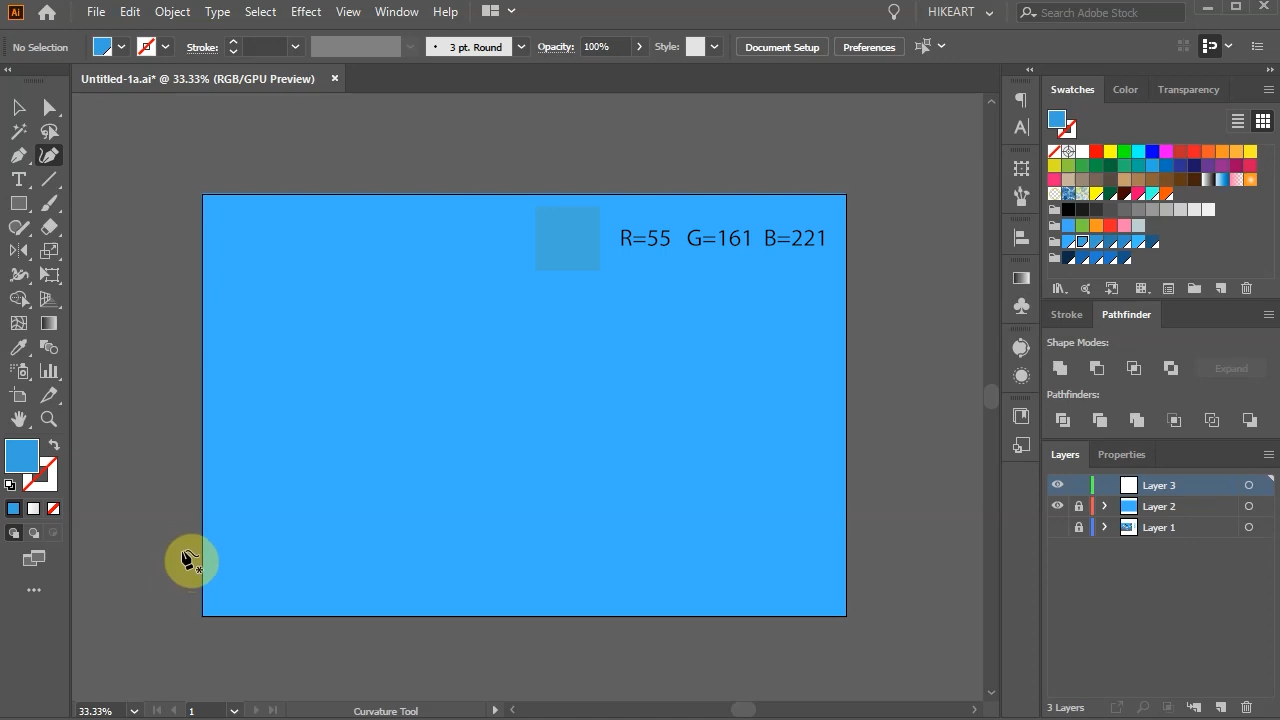 Ai File Edit Object Type Select Effect View Window Help HIKEART Search Adobe Stock
No Selection Stroke: 3 pt. Round Opacity: 100% Style: Document Setup Preferences
Untitled-1a.ai* @ 33.33% (RGB/GPU Preview) ×
Swatches Color Transparency
R=55 G=161 B=221
Stroke Pathfinder
Shape Modes:
Expand
Pathfinders:
Layers Properties
Layer 3
Layer 2
Layer 1
33.33% 1 Curvature Tool 3 Layers